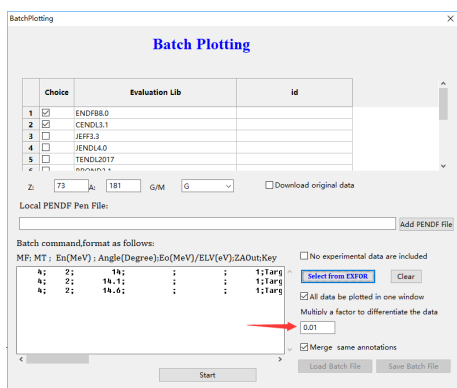 BatchPlotting
Batch Plotting
Choice Evaluation Lib id
1 ENDFB8.0
2 CENDL3.1
3 JEFF3.3
4 JENDL4.0
5 TENDL2017
Z: 73 A: 181 G/M G Download original data
Local PENDF Pen File:
Add PENDF File
Batch command,format as follows:
MF; MT ; En(MeV) ; Angle(Degree);Eo(MeV)/ELV(eV);ZAOut;Key
No experimental data are included
4; 2; 14; ; ; 1;Targ
4; 2; 14.1; ; ; 1;Targ
4; 2; 14.6; ; ; 1;Targ
Select from EXFOR Clear
All data be plotted in one window
Multiply a factor to differentiate the data
0.01
Merge same annotations
Load Batch File Save Batch File
Start